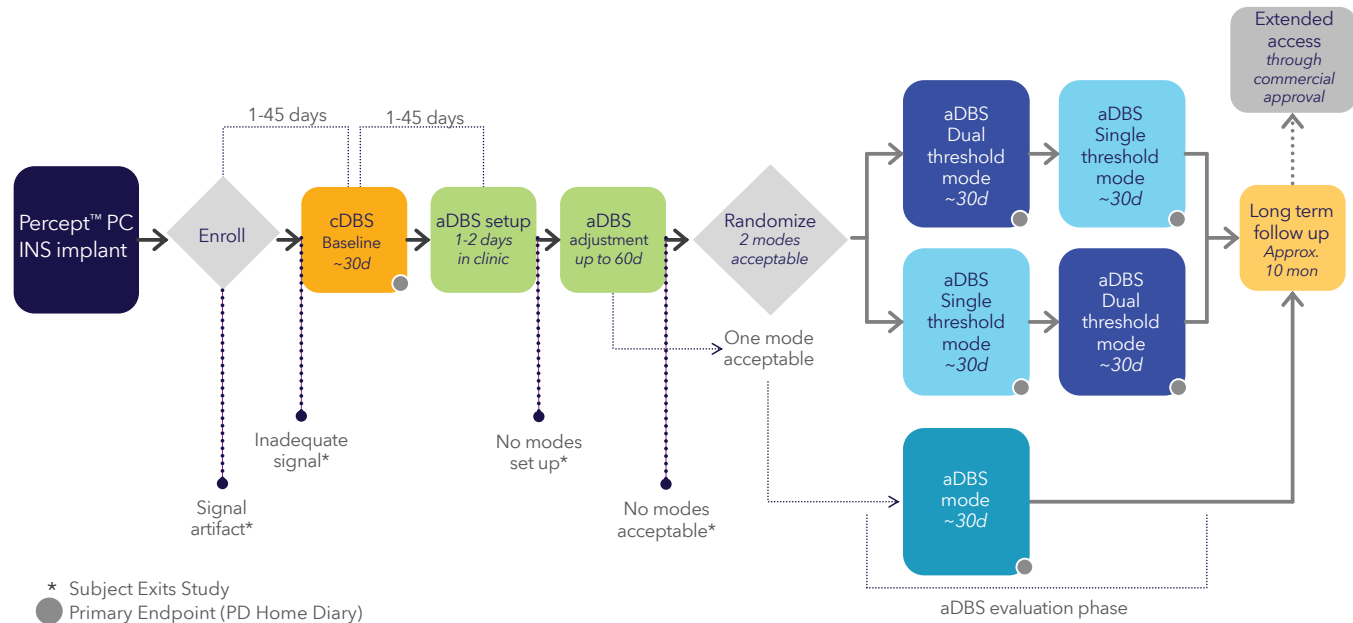 Percept™ PC
INS implant
Enroll
1-45 days
1-45 days
cDBS
Baseline
~30d
aDBS setup
1-2 days
in clinic
aDBS
adjustment
up to 60d
Randomize
2 modes
acceptable
One mode
acceptable
aDBS
Dual
threshold
mode
~30d
aDBS
Single
threshold
mode
~30d
aDBS
Single
threshold
mode
~30d
aDBS
Dual
threshold
mode
~30d
aDBS
mode
~30d
Extended
access
through
commercial
approval
Long term
follow up
Approx.
10 mon
Signal
artifact*
Inadequate
signal*
No modes
set up*
No modes
acceptable*
aDBS evaluation phase
* Subject Exits Study
Primary Endpoint (PD Home Diary)